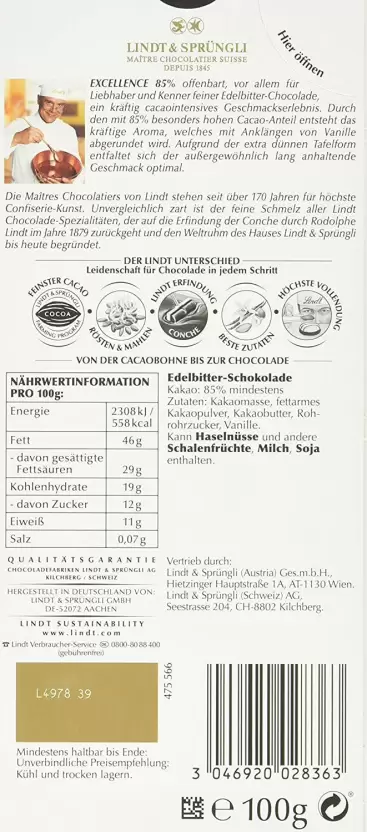 LINDT & SPRÜNGLI
MAÎTRE CHOCOLATIER SUISSE
DEPUIS 1845
Hier öffnen
EXCELLENCE 85% offenbart, vor allem für
Liebhaber und Kenner feiner Edelbitter-Chocolade,
ein kräftig cacaointensives Geschmackserlebnis. Durch
den mit 85% besonders hohen Cacao-Anteil entsteht das
kräftige Aroma, welches mit Anklängen von Vanille
abgerundet wird. Aufgrund der extra dünnen Tafelform
entfaltet sich der außergewöhnlich lang anhaltende
Geschmack optimal.
Die Maîtres Chocolatiers von Lindt stehen seit über 170 Jahren für höchste
Confiserie-Kunst. Unvergleichlich zart ist der feine Schmelz aller Lindt
Chocolade-Spezialitäten, der auf die Erfindung der Conche durch Rodolphe
Lindt im Jahre 1879 zurückgeht und den Weltruhm des Hauses Lindt & Sprüngli
bis heute begründet.
DER LINDT UNTERSCHIED
Leidenschaft für Chocolade in jedem Schritt
FEINSTER CACAO
LINDT & SPRÜNGLI
COCOA
FARMING PROGRAM
RÖSTEN & MAHLEN
LINDT ERFINDUNG
CONCHE
BESTE ZUTATEN
HÖCHSTE VOLLENDUNG
Lindt
VON DER CACAOBOHNE BIS ZUR CHOCOLADE
NÄHRWERTINFORMATION
PRO 100g:
Energie 2308 kJ /
558 kcal
Fett 46 g
- davon gesättigte
Fettsäuren 29 g
Kohlenhydrate 19 g
- davon Zucker 12 g
Eiweiß 11 g
Salz 0,07 g
Edelbitter-Schokolade
Kakao: 85% mindestens
Zutaten: Kakaomasse, fettarmes
Kakaopulver, Kakaobutter, Roh-
rohrzucker, Vanille.
Kann Haselnüsse und andere
Schalenfrüchte, Milch, Soja
enthalten.
QUALITÄTSGARANTIE
CHOCOLADEFABRIKEN LINDT & SPRÜNGLI AG
KILCHBERG / SCHWEIZ
HERGESTELLT IN DEUTSCHLAND VON:
LINDT & SPRÜNGLI GMBH
DE-52072 AACHEN
LINDT SUSTAINABILITY
www.lindt.com
Lindt Verbraucher-Service 0800-80 88 400
(gebührenfrei)
Vertrieb durch:
Lindt & Sprüngli (Austria) Ges.m.b.H.,
Hietzinger Hauptstraße 1A, AT-1130 Wien.
Lindt & Sprüngli (Schweiz) AG,
Seestrasse 204, CH-8802 Kilchberg.
L4978 39
475 566
Mindestens haltbar bis Ende:
Unverbindliche Preisempfehlung:
Kühl und trocken lagern.
3 046920 028363
e 100g